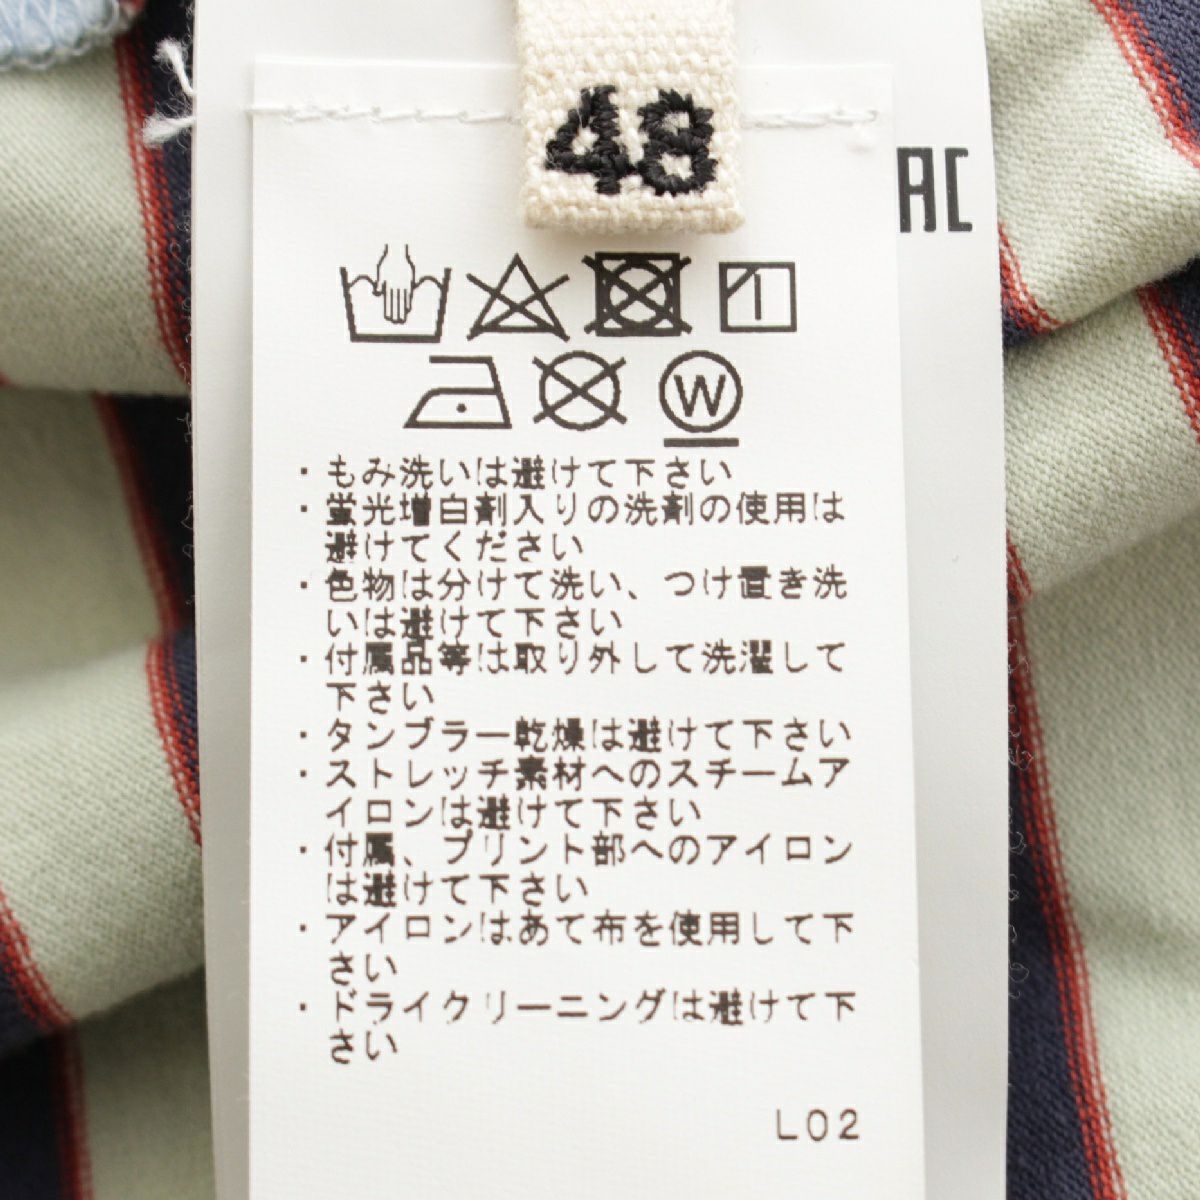 48
AC
W
・もみ洗いは避けて下さい
・蛍光増白剤入りの洗剤の使用は
避けてください
・色物は分けて洗い、つけ置き洗
いは避けて下さい
・付属品等は取り外して洗濯して
下さい
・タンブラー乾燥は避けて下さい
・ストレッチ素材へのスチームア
イロンは避けて下さい
・付属、プリント部へのアイロン
は避けて下さい
・アイロンはあて布を使用して下
さい
・ドライクリーニングは避けて下
さい
L02